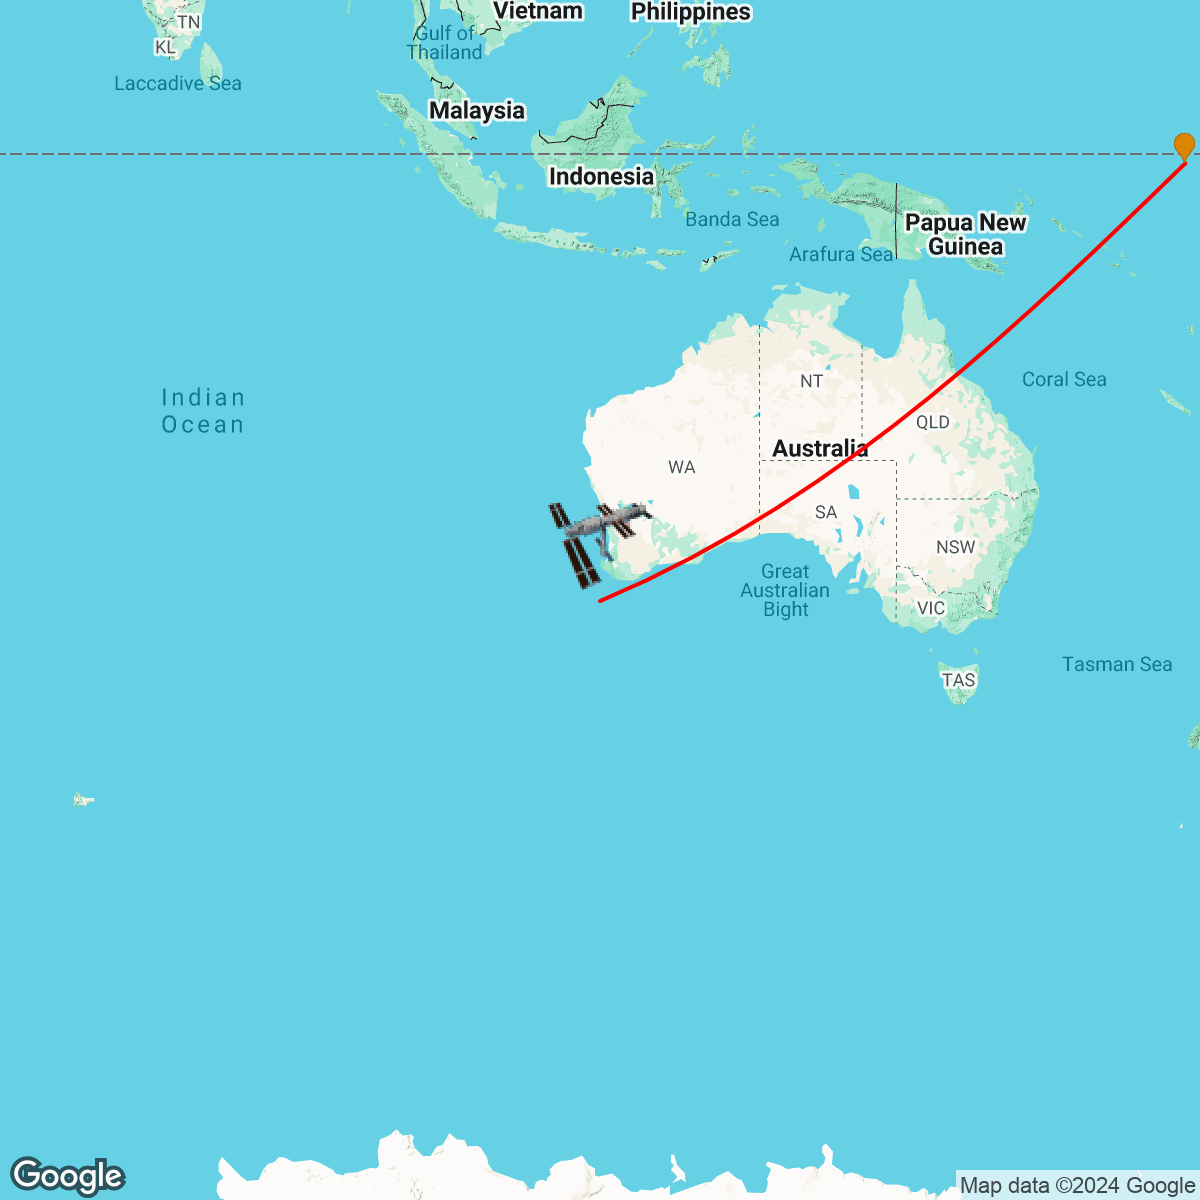 Vietnam
Philippines
TN
KL
Gulf of
Thailand
Laccadive Sea
Malaysia
Indonesia
Banda Sea
Papua New
Guinea
Arafura Sea
Indian
Ocean
NT
Coral Sea
QLD
Australia
WA
SA
NSW
Great
Australian
Bight
VIC
Tasman Sea
TAS
Google
Map data ©2024 Google